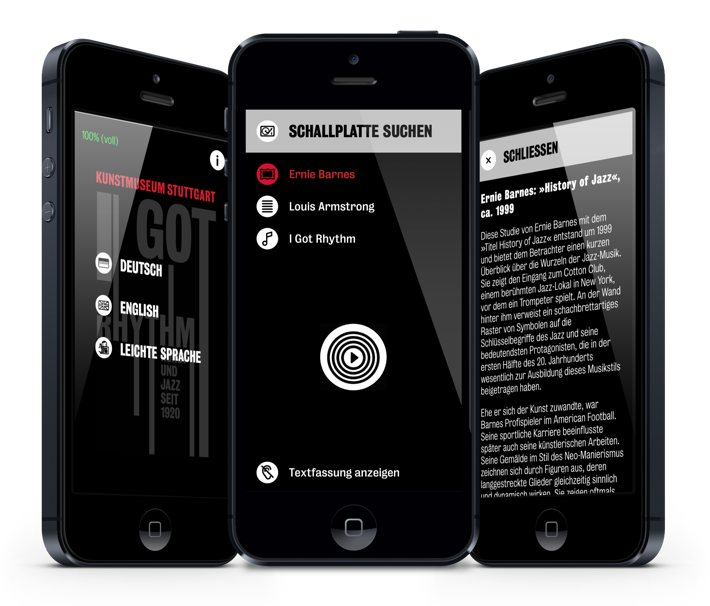 100% (voll)
i
KUNSTMUSEUM STUTTGART
I GOT
RHYTHM
UND
JAZZ
SEIT
1920
DEUTSCH
ENGLISH
LEICHTE SPRACHE
SCHALLPLATTE SUCHEN
Ernie Barnes
Louis Armstrong
I Got Rhythm
Textfassung anzeigen
× SCHLIESSEN
Ernie Barnes: »History of Jazz«,
ca. 1999
Diese Studie von Ernie Barnes mit dem
»Titel History of Jazz« entstand um 1999
und bietet dem Betrachter einen kurzen
Überblick über die Wurzeln der Jazz-Musik.
Sie zeigt den Eingang zum Cotton Club,
einem berühmten Jazz-Lokal in New York,
vor dem ein Trompeter spielt. An der Wand
hinter ihm verweist ein schachbrettartiges
Raster von Symbolen auf die
Schlüsselbegriffe des Jazz und seine
bedeutendsten Protagonisten, die in der
ersten Hälfte des 20. Jahrhunderts
wesentlich zur Ausbildung dieses Musikstils
beigetragen haben.
Ehe er sich der Kunst zuwandte, war
Barnes Profispieler im American Football.
Seine sportliche Karriere beeinflusste
später auch seine künstlerischen Arbeiten.
Seine Gemälde im Stil des Neo-Manierismus
zeichnen sich durch Figuren aus, deren
langgestreckte Glieder gleichzeitig sinnlich
und dynamisch wirken. Sie zeigen oftmals